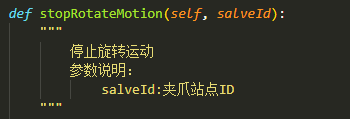 def stopRotateMotion(self, salveId):
"""
停止旋转运动
参数说明:
salveId:夹爪站点ID
"""